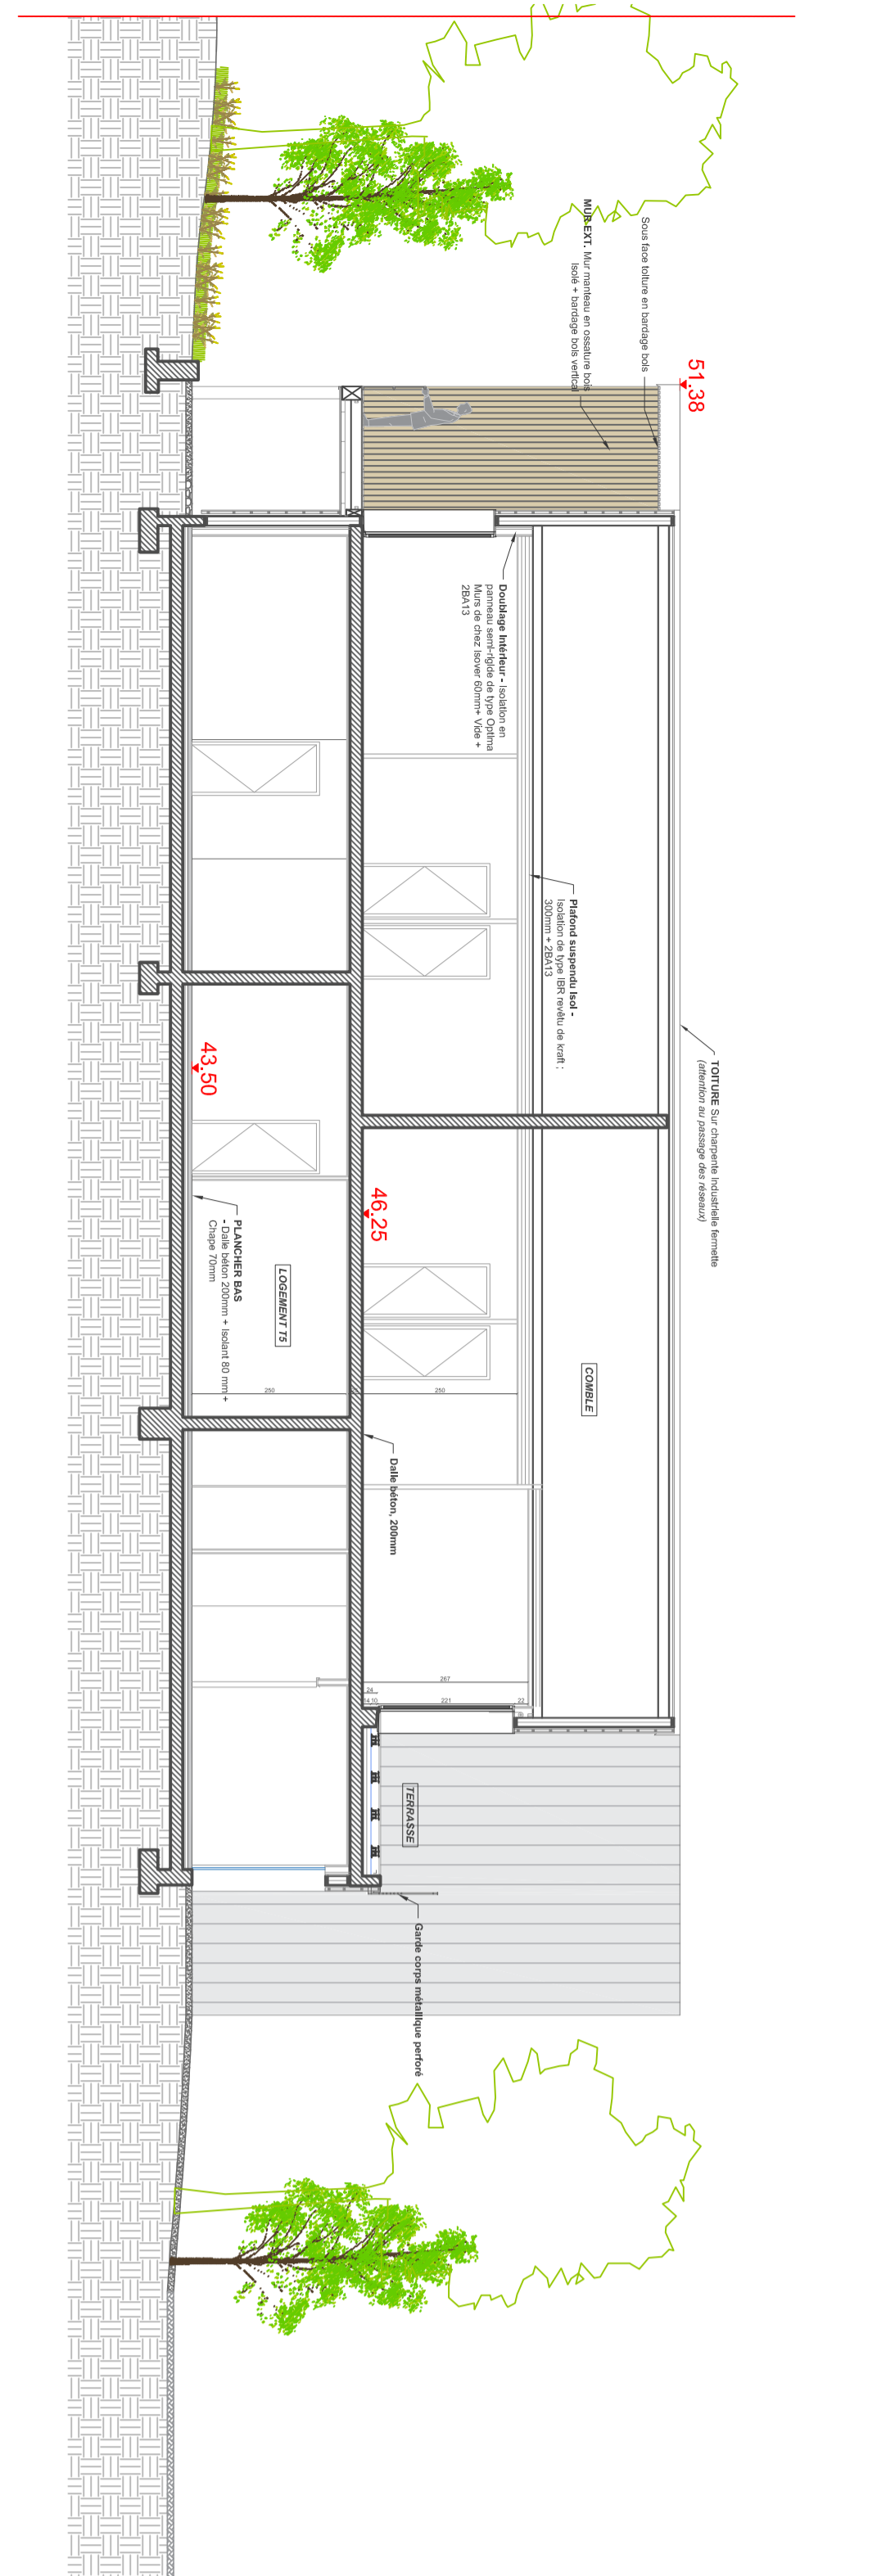 Sous face toiture en bardage bois
MUR EXT. Mur manteau en ossature bois
isolé + bardage bois vertical
51.38
Doublage intérieur - Isolation en
panneau semi-rigide de type Optima
Murs de chez Isover 60mm+ Vide +
2BA13
Plafond suspendu Isol -
Isolation de type IBR revêtu de kraft :
300mm + 2BA13
TOITURE Sur charpente industrielle fermette
(attention au passage des réseaux)
43.50
46.25
PLANCHER BAS
- Dalle béton 200mm + Isolant 80 mm +
Chape 70mm
LOGEMENT T5
COMBLE
250
250
Dalle béton, 200mm
267
24
14 10
221
22
TERRASSE
Garde corps métallique perforé